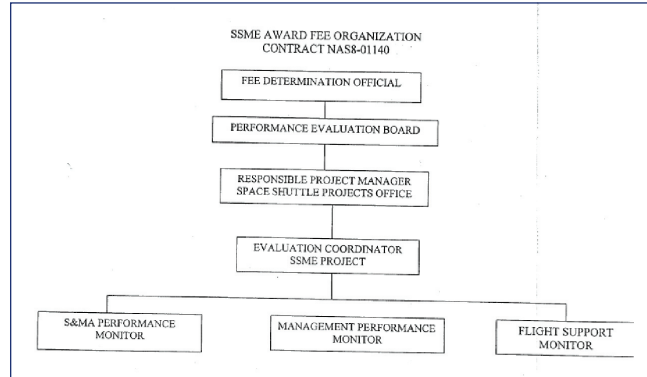 SSME AWARD FEE ORGANIZATION
CONTRACT NAS8-01140
FEE DETERMINATION OFFICIAL
PERFORMANCE EVALUATION BOARD
RESPONSIBLE PROJECT MANAGER
SPACE SHUTTLE PROJECTS OFFICE
EVALUATION COORDINATOR
SSME PROJECT
S&MA PERFORMANCE
MONITOR
MANAGEMENT PERFORMANCE
MONITOR
FLIGHT SUPPORT
MONITOR